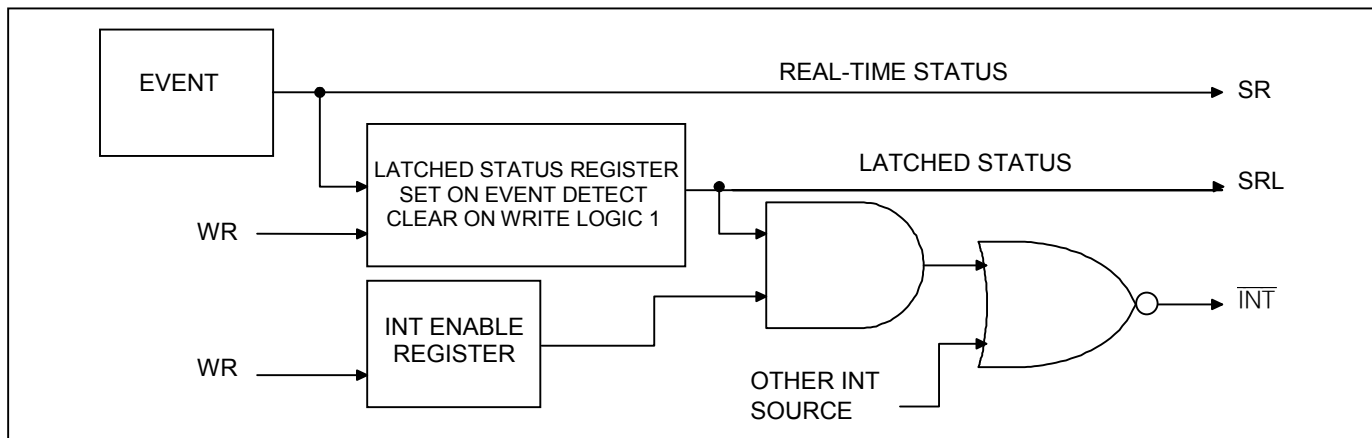 EVENT
REAL-TIME STATUS
SR
LATCHED STATUS REGISTER
SET ON EVENT DETECT
CLEAR ON WRITE LOGIC 1
LATCHED STATUS
SRL
WR
INT ENABLE
REGISTER
WR
OTHER INT
SOURCE
INT